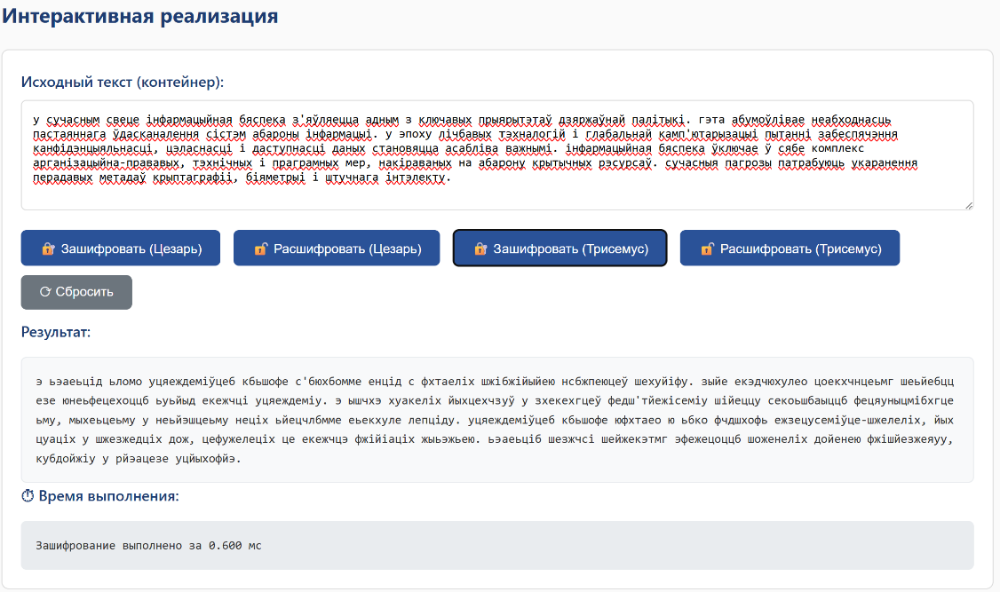 Интерактивная реализация
Исходный текст (контейнер):
у сучасным свеце інфармацыйная бяспека з'яўляецца адным з ключавых прыярытэтаў дзяржаўнай палітыкі. гэта абумоўлівае неабходнасць
пастаяннага ўдасканалення сістэм абароны інфармацыі. у эпоху лічбавых тэхналогій і глабальнай камп'ютарызацыі пытанні забеспячэння
канфідэнцыяльнасці, цэласнасці і даступнасці даных становяцца асабліва важнымі. інфармацыйная бяспека ўключае ў сябе комплекс
арганізацыйна-прававых, тэхнічных і праграмных мер, накіраваных на абарону крытычных рэсурсаў. сучасныя пагрозы патрабуюць укаранення
перадавых метадаў крыптаграфіі, біяметрыі і штучнага інтэлекту.
🔐 Зашифровать (Цезарь)
🔓 Расшифровать (Цезарь)
🔐 Зашифровать (Трисемус)
🔓 Расшифровать (Трисемус)
⟳ Сбросить
Результат:
э ьэаеьцід ьломо уцяеждеміўцеб кбьшофе с'бюхбомме енцід с фхтаеліх шжібжійыйею нсбжпеюцеў шехуйіфу. зыйе екэдчюхулео цоекхчнцеьмг шеьйебцц
езе юнеьфецехоццб ьуьйыд екежчці уцяеждеміу. э ышчхэ хуакеліх йыхцехчзуў у зхекехгцеў федш'тйежісеміу шійеццу секоьшбаыццб фецяуныцмібхгце
ьму, мыхеьцеьму у неьйэшцеьму неціх ьйецчлбмме еьекхуле лепціду. уцяеждеміўцеб кбьшофе юфхтаео ю ьбко фчдшхофь ежзецусеміўце-шжелеліх, йых
цуаціх у шжезжедціх дож, цефужелеціх це екежчцэ фжійіаціх жыьэжьею. ьэаеьціб шезжчсі шейжекэтмг эфежецоццб шоженеліх дойенею фжішйезжеяуу,
кубдойжіу у рйэацезе уцйыхофйэ.
⏱ Время выполнения:
Зашифрование выполнено за 0.600 мс